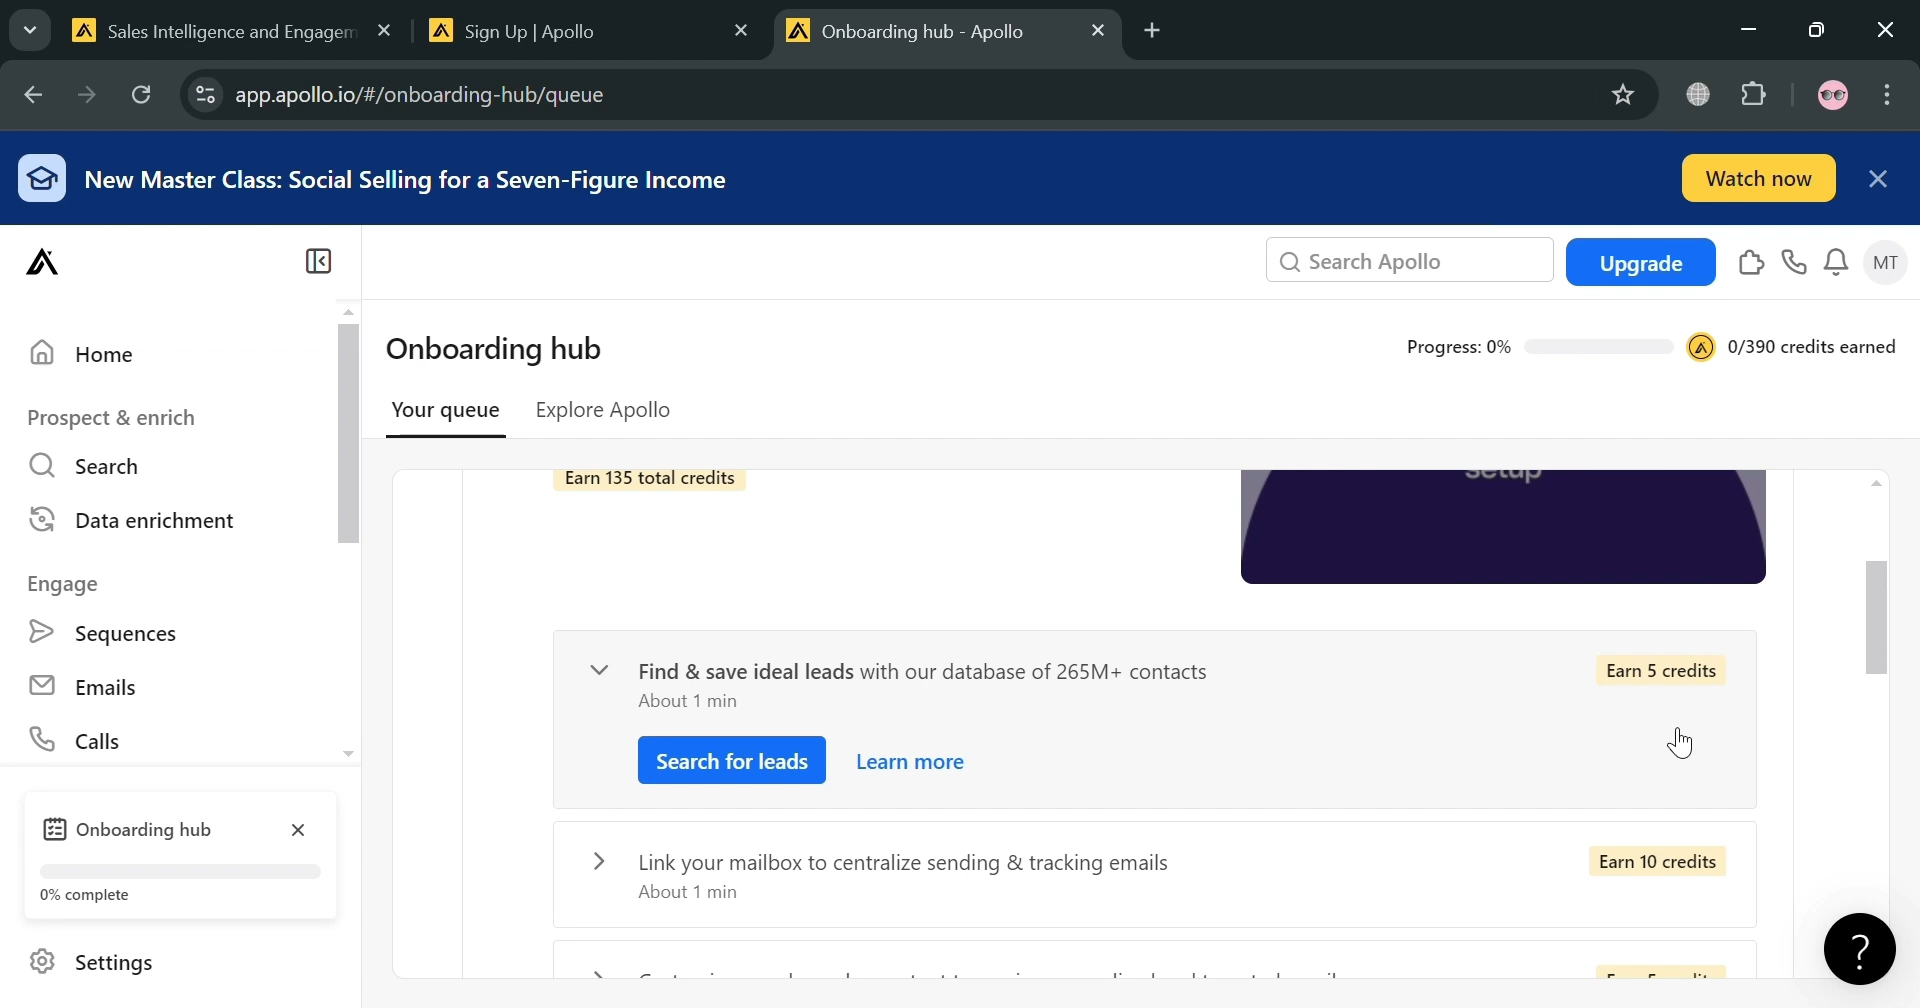 Sales Intelligence and Engagem
Sign Up | Apollo
Onboarding hub - Apollo
app.apollo.io/#/onboarding-hub/queue
New Master Class: Social Selling for a Seven-Figure Income
Watch now
Search Apollo
Upgrade
MT
Home
Prospect & enrich
Search
Data enrichment
Engage
Sequences
Emails
Calls
Onboarding hub
0% complete
Settings
Onboarding hub
Progress: 0%
0/390 credits earned
Your queue
Explore Apollo
Earn 135 total credits
setup
Find & save ideal leads with our database of 265M+ contacts
Earn 5 credits
About 1 min
Search for leads
Learn more
Link your mailbox to centralize sending & tracking emails
Earn 10 credits
About 1 min
?